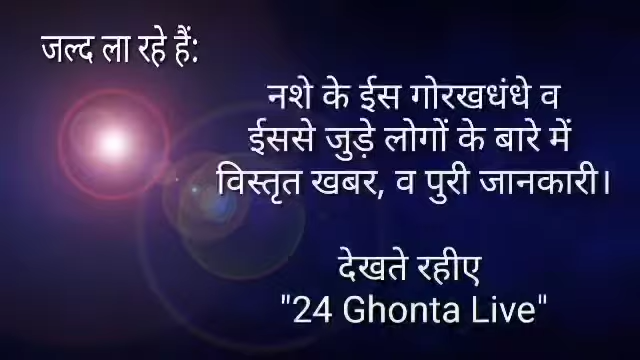 जल्द ला रहे हैं:
नशे के ईस गोरखधंधे व
ईससे जुड़े लोगों के बारे में
विस्तृत खबर, व पुरी जानकारी।
देखते रहीए
"24 Ghonta Live"